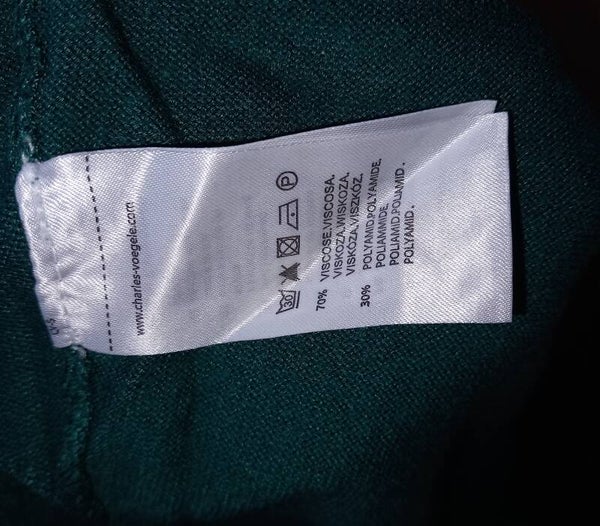 www.charles-voegele.com
30
P
70% VISCOSE.VISCOSA.
VISKOZA.WISKOZA.
VISKÓZA.VISZKÓZ.
30% POLYAMID.POLYAMIDE.
POLIAMMIDE.
POLIAMID.POLIAMID.
POLYAMID.